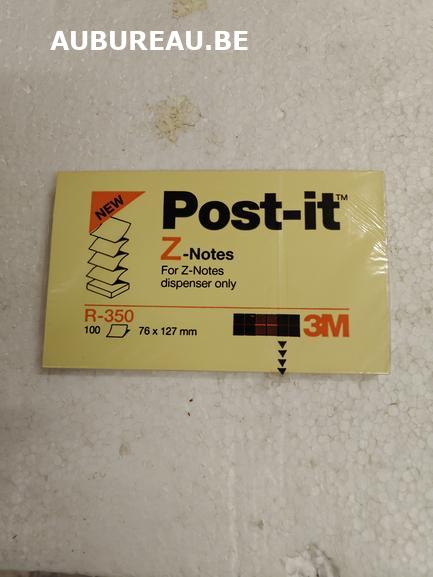 AUBUREAU.BE
NEW
Post-it™
Z-Notes
For Z-Notes
dispenser only
R-350
100 76 x 127 mm
3M